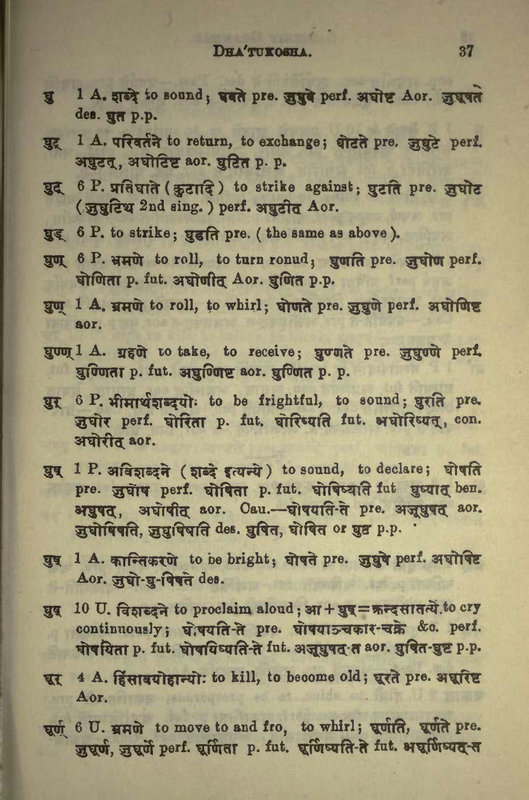 DHA'TUKOSHA. 37
घु 1 A. शब्दे to sound; घवते pre. जुघुवे perf. अघोष्ट Aor. जुघूषते
des. घुत p.p.
घुट् 1 A. परिवर्तने to return, to exchange; घोटते pre. जुघुटे perf.
अघुटत्, अघोटिष्ट aor. घुटित p. p.
घुट् 6 P. प्रतिघाते ( कुटादि ) to strike against; घुटति pre. जुघोट
( जुघुटिथ 2nd sing. ) perf. अघुटीत् Aor.
घुड् 6 P. to strike; घुडति pre. ( the same as above ).
घुण् 6 P. भ्रमणे to roll, to turn ronud; घुणति pre. जुघोण perf.
घोणिता p. fut. अघोणीत् Aor. घुणित p.p.
घुण् 1 A. भ्रमणे to roll, to whirl; घोणते pre. जुघुणे perf. अघोणिष्ट
aor.
घुण्ण् 1 A. ग्रहणे to take, to receive; घुण्णते pre. जुघुण्णे perf.
घुण्णिता p. fut. अघुण्णिष्ट aor. घुण्णित p. p.
घुर् 6 P. भीमार्थशब्दयोः to be frightful, to sound; घुरति pre.
जुघोर perf. घोरिता p. fut. घोरिष्यति fut. अघोरिष्यत्, con.
अघोरीत् aor.
घुष् 1 P. अविशब्दने ( शब्दे इत्यन्ये ) to sound, to declare; घोषति
pre. जुघोष perf. घोषिता p. fut. घोषिष्यति fut घुष्यात् ben.
अघुषत्, अघोषीत् aor. Cau.—घोषयति-ते pre. अजूघुषत् aor.
जुघोषिषति, जुघुषिषति des. घुषित, घोषित or घुष्ट p.p.
घुष् 1 A. कान्तिकरणे to be bright; घोषते pre. जुघुषे perf. अघोषिष्ट
Aor. जुघो-घु-षिषते des.
घुष् 10 U. विशब्दने to proclaim aloud; आ + घुष्=क्रन्दसातत्ये to cry
continuously; घोषयति-ते pre. घोषयाञ्चकार-चक्रे &c. perf.
घोषयिता p. fut. घोषयिष्यति-ते fut. अजूघुषत्-त aor. घुषित-घुष्ट p.p.
घूर् 4 A. हिंसावयोहान्योः to kill, to become old; घूरते pre. अघूरिष्ट
Aor.
घूर्ण् 6 U. भ्रमणे to move to and fro, to whirl; घूर्णति, घूर्णते pre.
जुघूर्ण, जुघूर्णे perf. घूर्णिता p. fut. घूर्णिष्यति-ते fut. अघूर्णिष्यत्-त